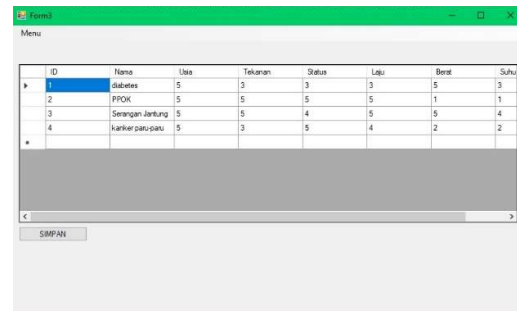 Form3
Menu
ID Nama Usia Tekanan Status Laju Berat Suhu
1 diabetes 5 3 3 3 5 3
2 PPOK 5 5 5 5 1 1
3 Serangan Jantung 5 5 4 5 5 4
4 kanker paru-paru 5 3 5 4 2 2
SIMPAN